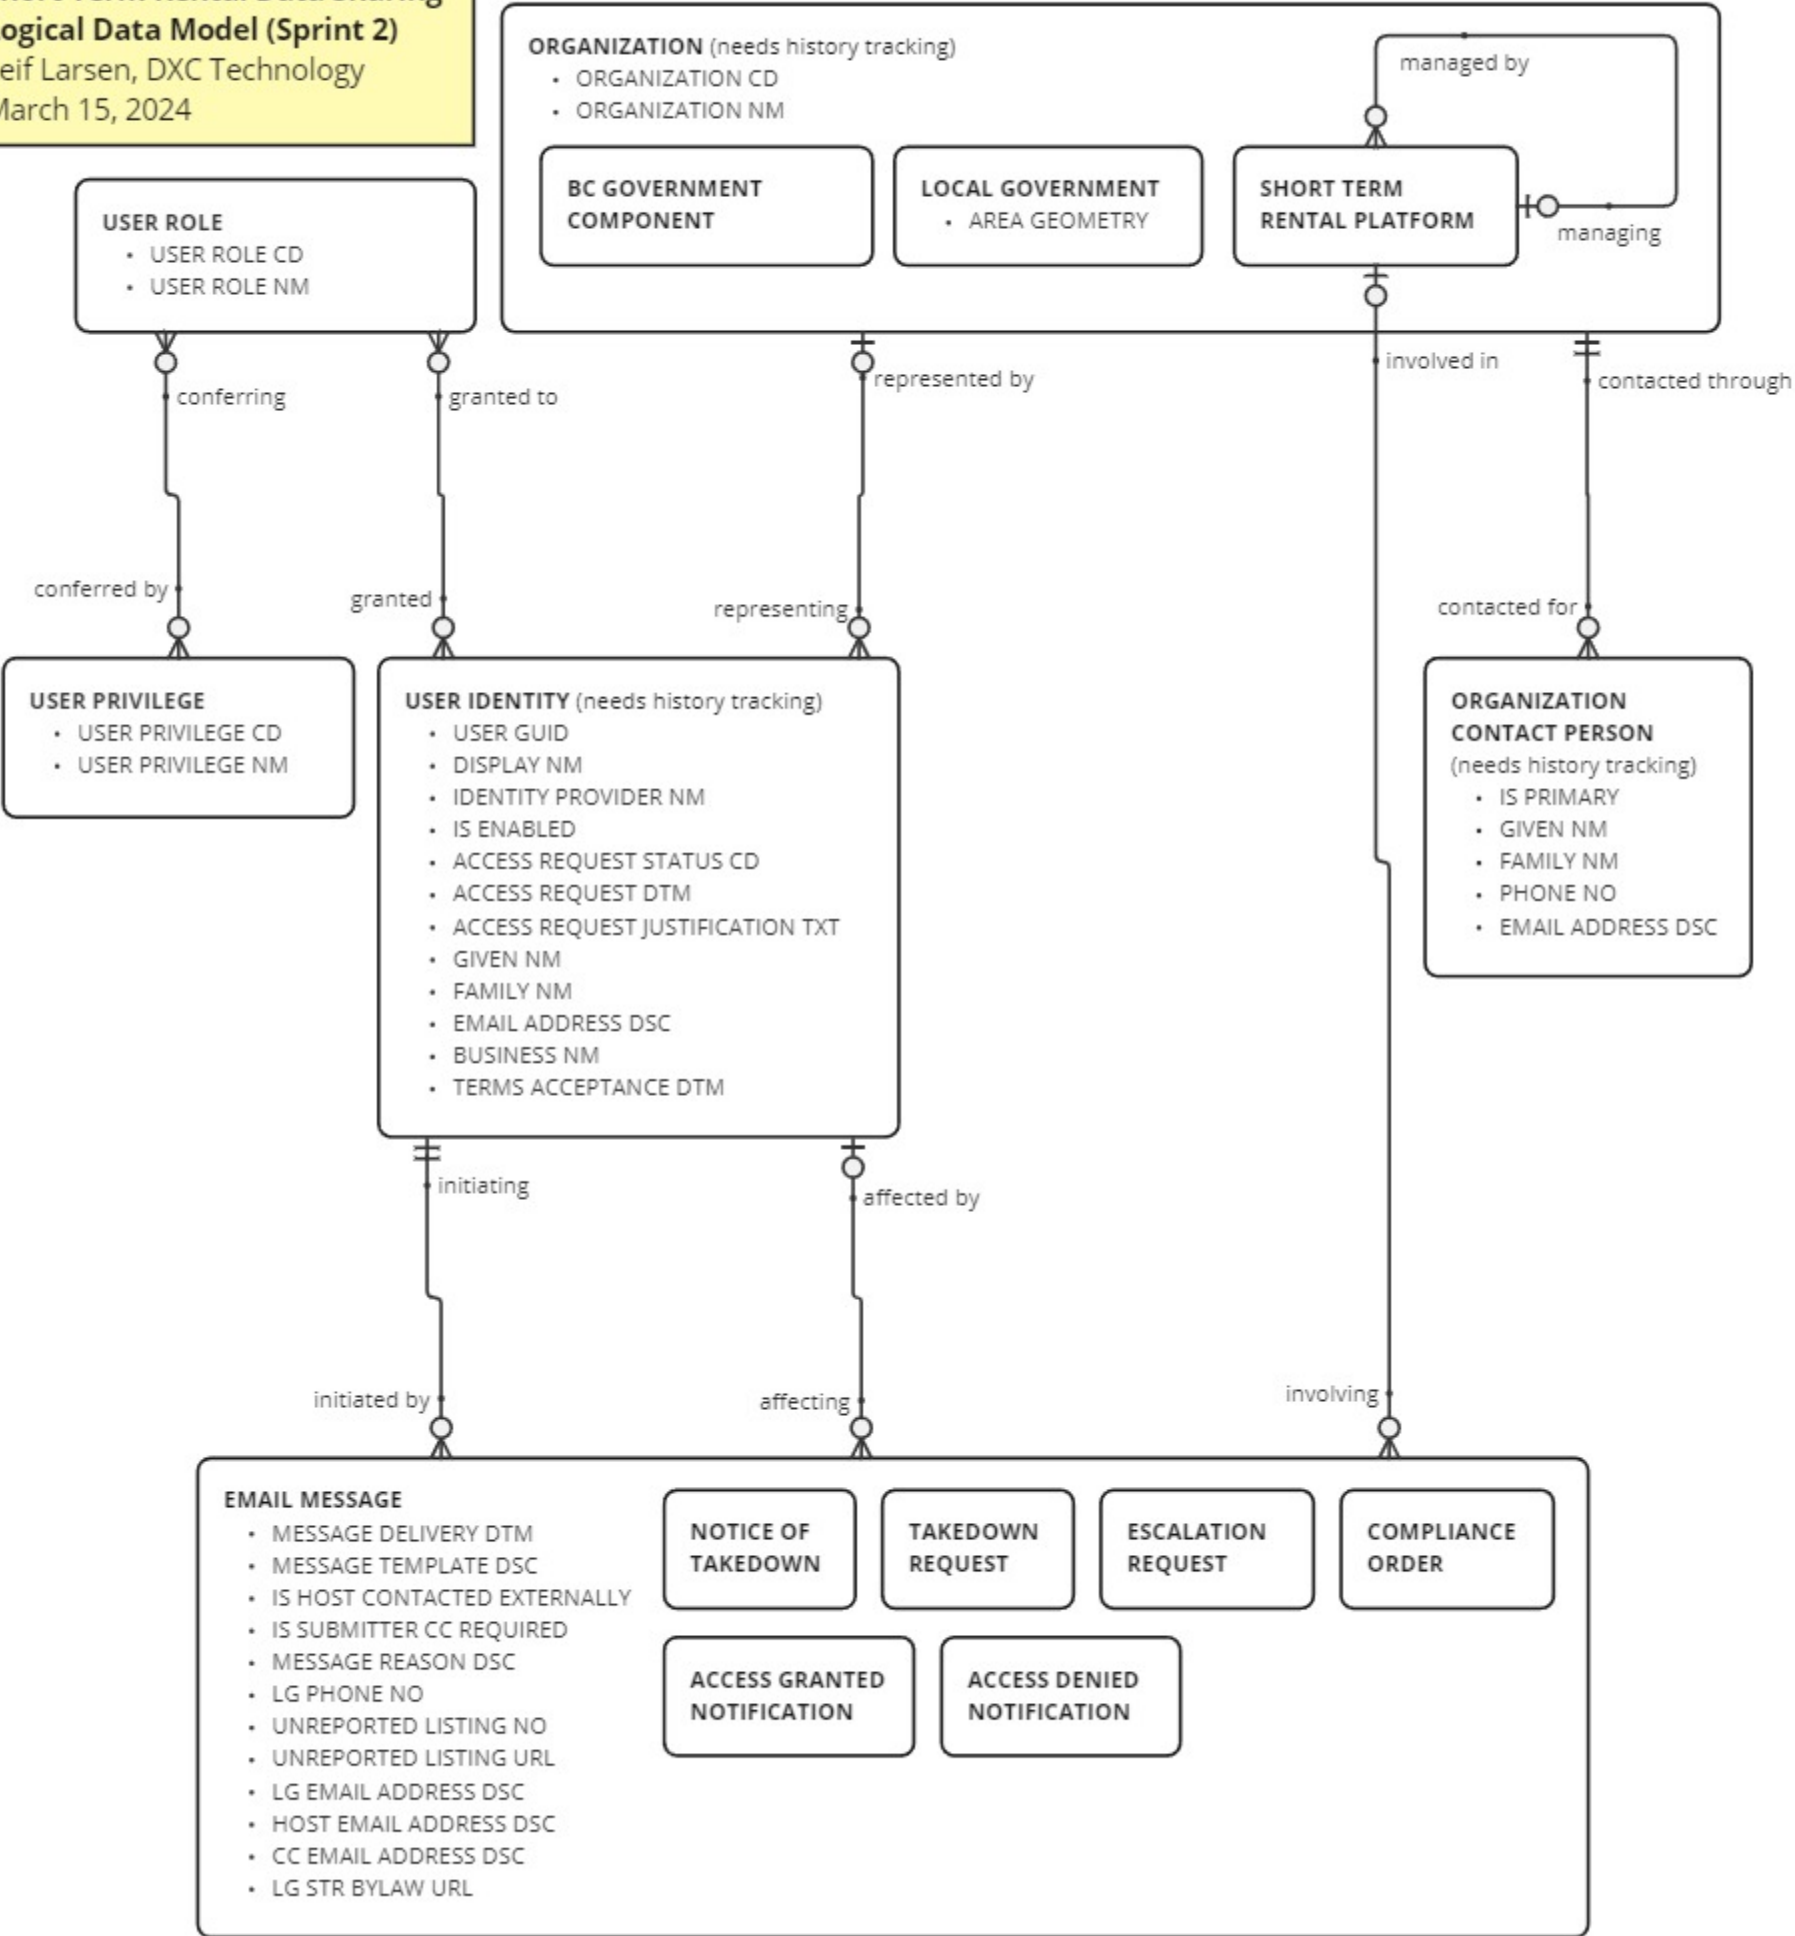 ogical Data Model (Sprint 2)
eif Larsen, DXC Technology
March 15, 2024
ORGANIZATION (needs history tracking)
• ORGANIZATION CD
• ORGANIZATION NM
BC GOVERNMENT
COMPONENT
LOCAL GOVERNMENT
• AREA GEOMETRY
SHORT TERM
RENTAL PLATFORM
managed by
managing
USER ROLE
• USER ROLE CD
• USER ROLE NM
conferring
granted to
represented by
involved in
contacted through
conferred by
granted
representing
contacted for
USER PRIVILEGE
• USER PRIVILEGE CD
• USER PRIVILEGE NM
USER IDENTITY (needs history tracking)
• USER GUID
• DISPLAY NM
• IDENTITY PROVIDER NM
• IS ENABLED
• ACCESS REQUEST STATUS CD
• ACCESS REQUEST DTM
• ACCESS REQUEST JUSTIFICATION TXT
• GIVEN NM
• FAMILY NM
• EMAIL ADDRESS DSC
• BUSINESS NM
• TERMS ACCEPTANCE DTM
ORGANIZATION
CONTACT PERSON
(needs history tracking)
• IS PRIMARY
• GIVEN NM
• FAMILY NM
• PHONE NO
• EMAIL ADDRESS DSC
initiating
affected by
initiated by
affecting
involving
EMAIL MESSAGE
• MESSAGE DELIVERY DTM
• MESSAGE TEMPLATE DSC
• IS HOST CONTACTED EXTERNALLY
• IS SUBMITTER CC REQUIRED
• MESSAGE REASON DSC
• LG PHONE NO
• UNREPORTED LISTING NO
• UNREPORTED LISTING URL
• LG EMAIL ADDRESS DSC
• HOST EMAIL ADDRESS DSC
• CC EMAIL ADDRESS DSC
• LG STR BYLAW URL
NOTICE OF
TAKEDOWN
TAKEDOWN
REQUEST
ESCALATION
REQUEST
COMPLIANCE
ORDER
ACCESS GRANTED
NOTIFICATION
ACCESS DENIED
NOTIFICATION